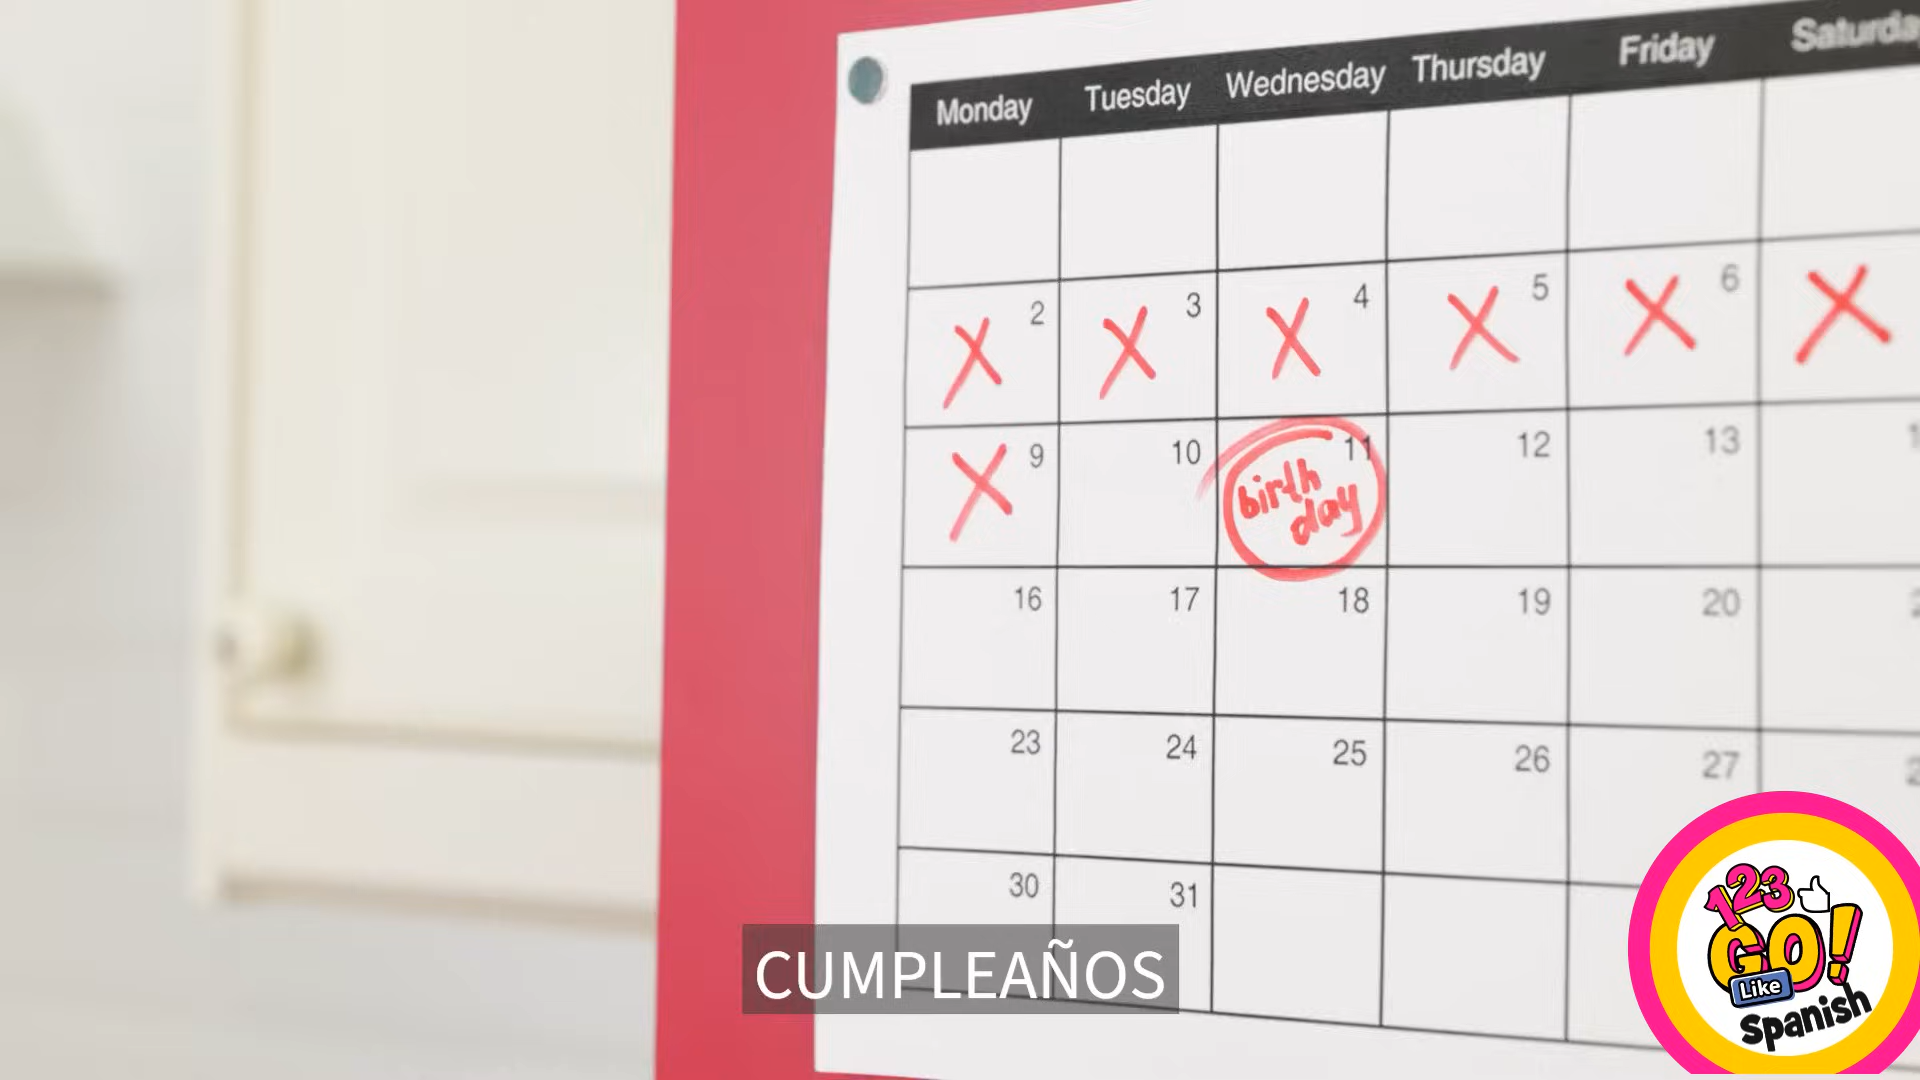 Monday Tuesday Wednesday Thursday Friday Saturday
2 3 4 5 6
9 10 11 12 13
birth
day
16 17 18 19 20
23 24 25 26 27
30 31
CUMPLEAÑOS
123
GO!
Like
Spanish